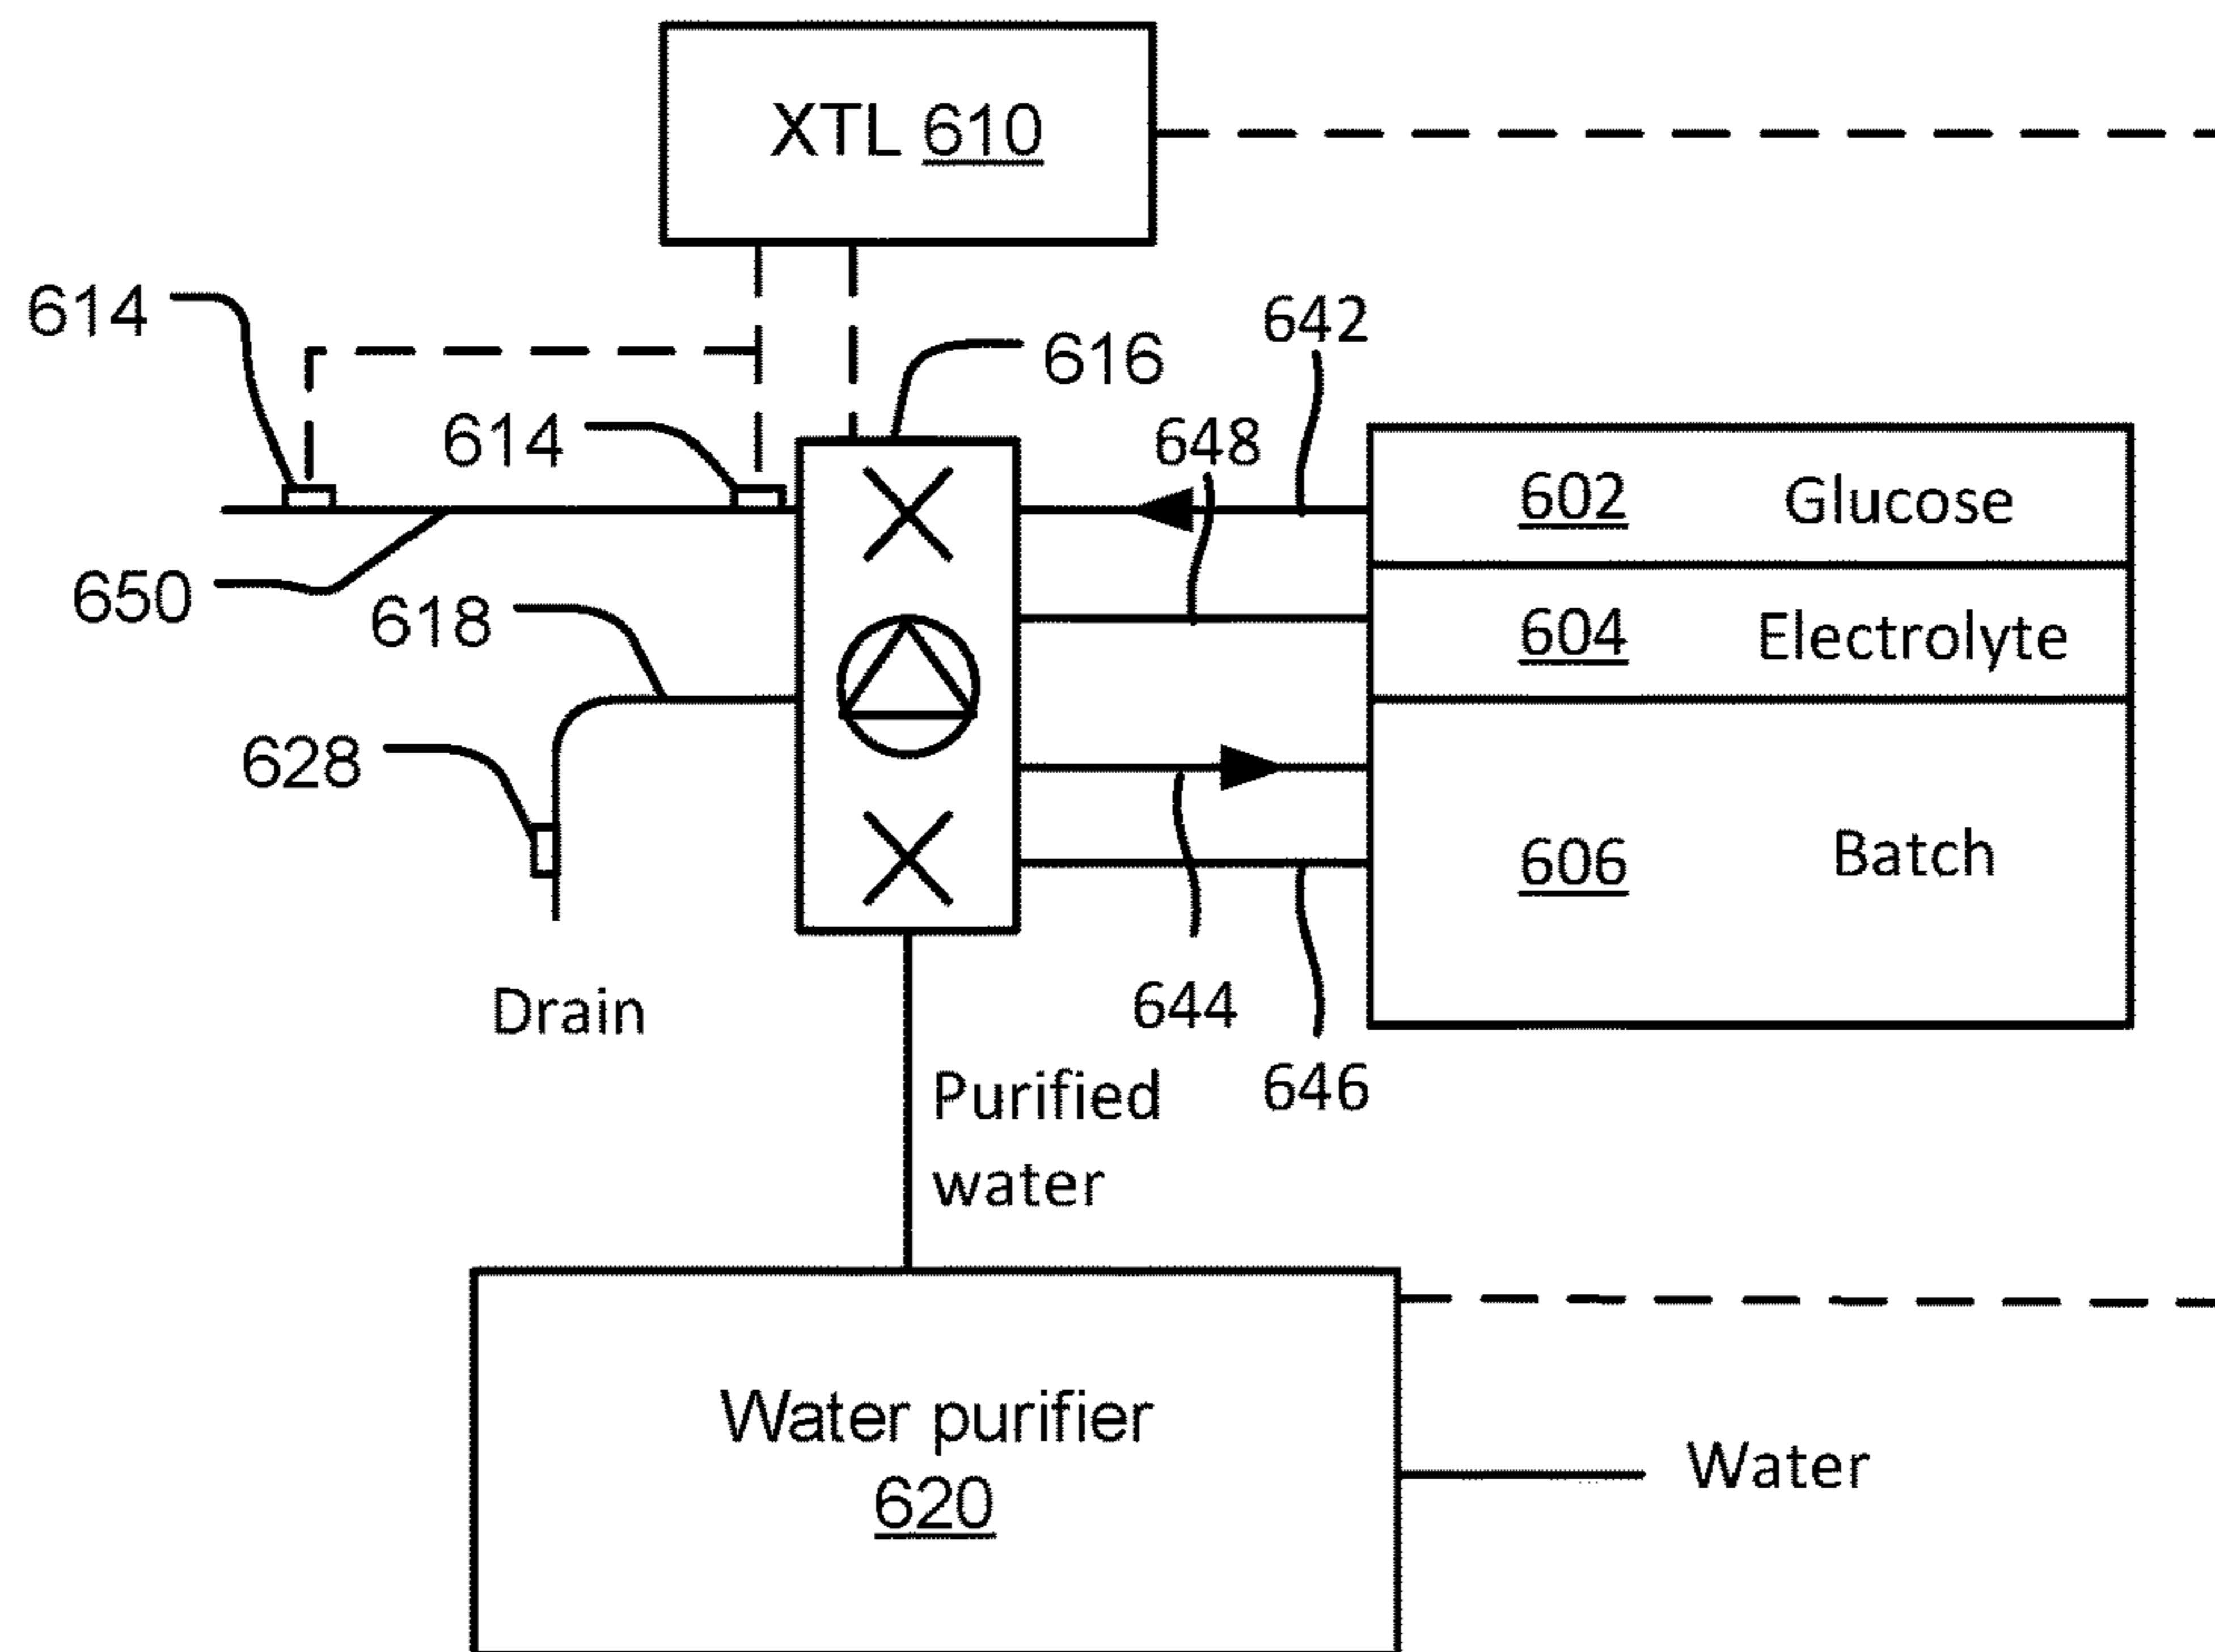 XTL 610
614
642
616
614
648
602 Glucose
650
618
604 Electrolyte
628
606 Batch
Drain
644
646
Purified
water
Water purifier
620
Water